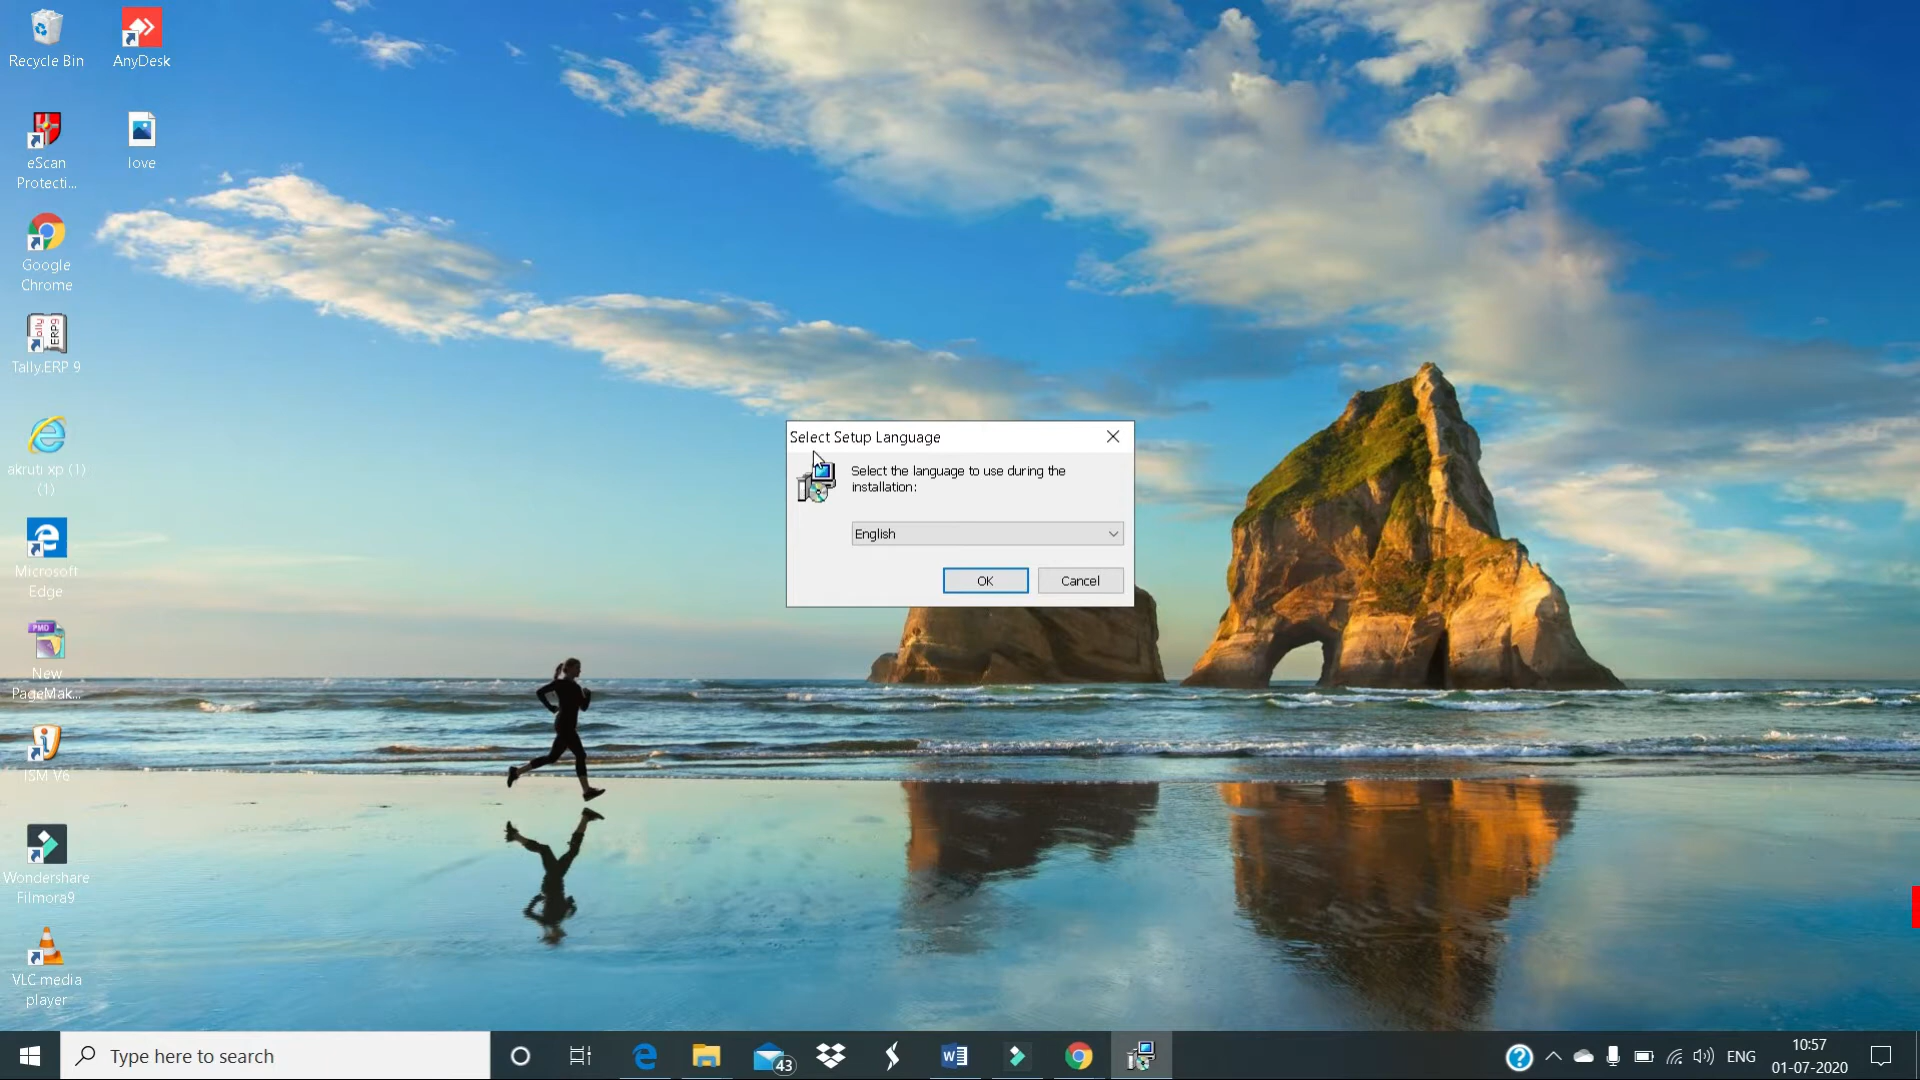 Recycle Bin
AnyDesk
eScan
Protecti...
love
Google
Chrome
Tally.ERP 9
akruti xp (1)
(1)
Microsoft
Edge
New
PageMak...
ISM V6
Wondershare
Filmora9
VLC media
player
Select Setup Language
Select the language to use during the
installation:
English
OK
Cancel
Type here to search
43
ENG
10:57
01-07-2020